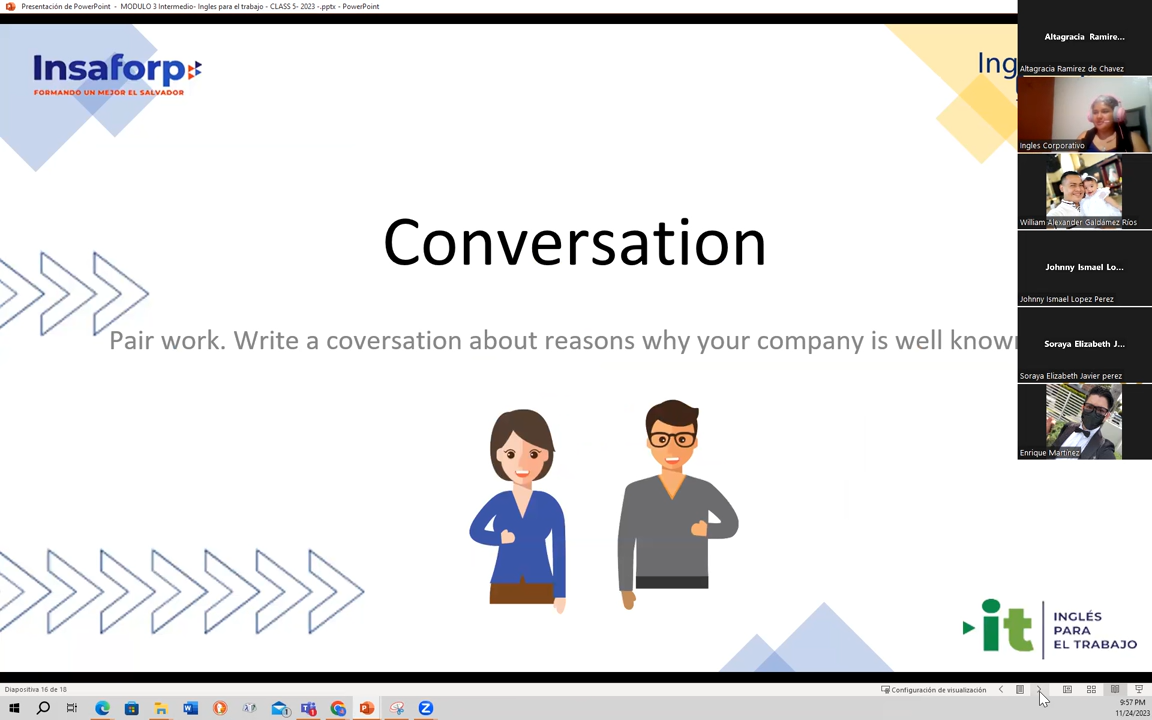 Presentación de PowerPoint - MODULO 3 Intermedio- Ingles para el trabajo - CLASS 5- 2023 -.pptx - PowerPoint
Insaforp
FORMANDO UN MEJOR EL SALVADOR
Ing
Altagracia Ramire...
Altagracia Ramirez de Chavez
Ingles Corporativo
William Alexander Galdamez Ríos
Johnny Ismael Lo...
Johnny Ismael Lopez Perez
Soraya Elizabeth J...
Soraya Elizabeth Javier perez
Enrique Martinez
Conversation
Pair work. Write a coversation about reasons why your company is well known
it
INGLÉS
PARA
EL TRABAJO
Diapositiva 16 de 18
Configuración de visualización
9:57 PM
11/24/2023